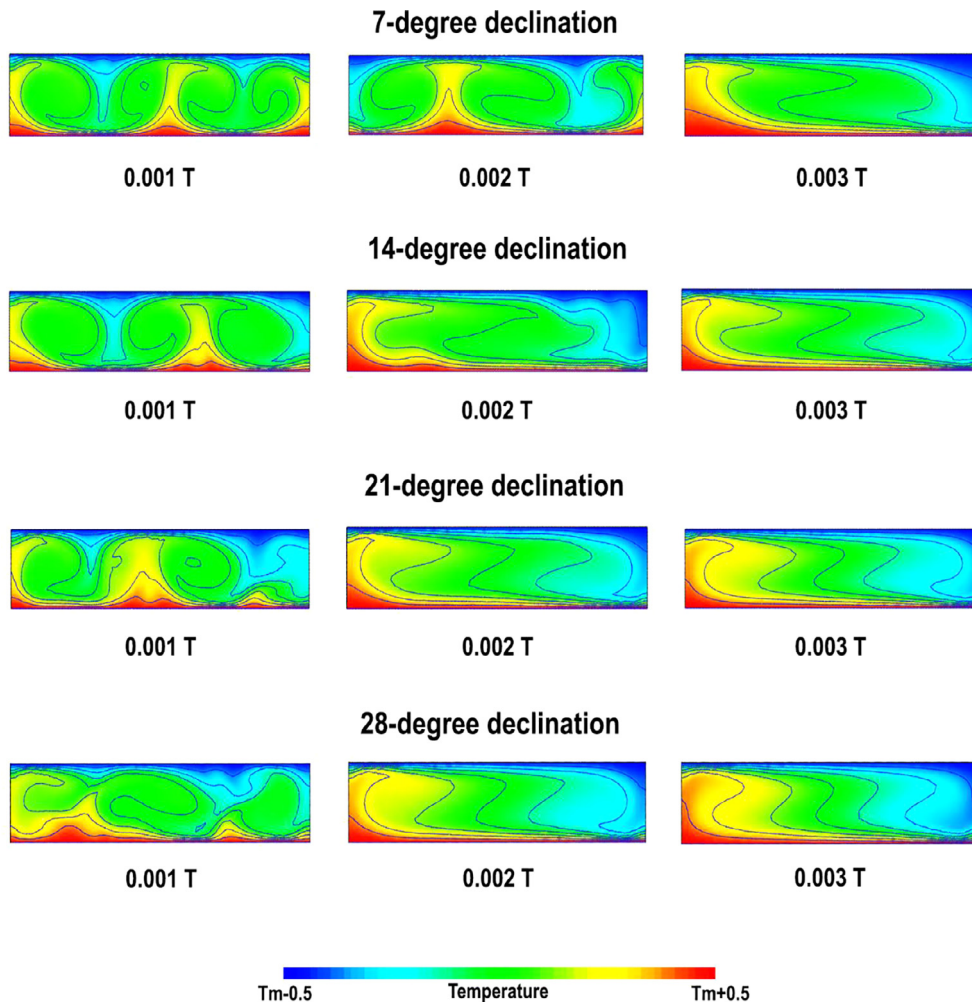 7-degree declination
0.001 T 0.002 T 0.003 T
14-degree declination
0.001 T 0.002 T 0.003 T
21-degree declination
0.001 T 0.002 T 0.003 T
28-degree declination
0.001 T 0.002 T 0.003 T
Tm-0.5 Temperature Tm+0.5